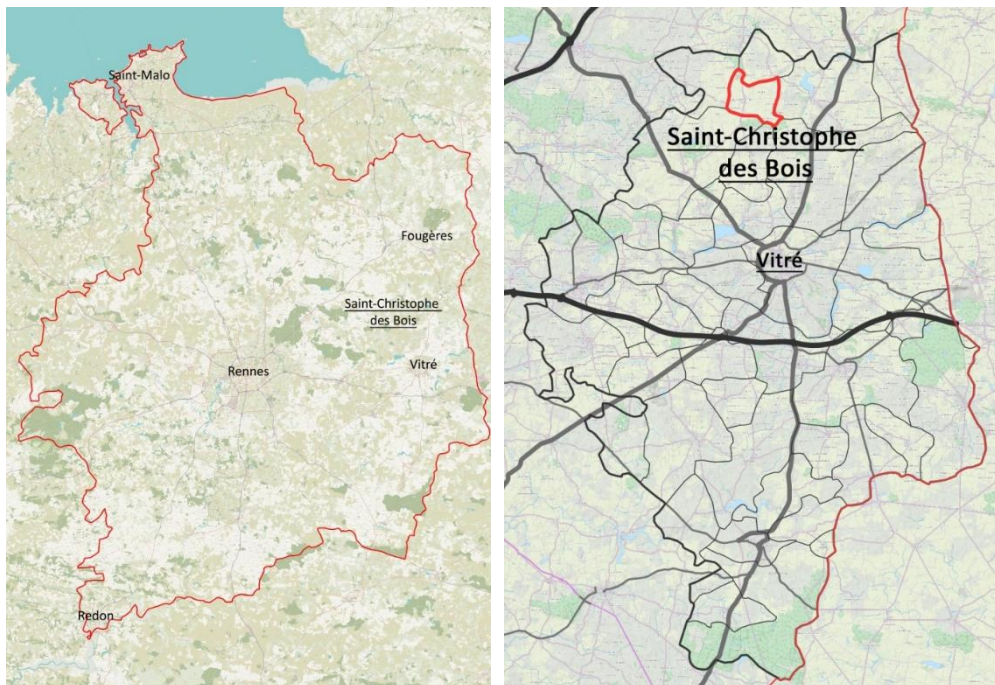 Saint-Malo
Fougères
Saint-Christophe
des Bois
Rennes
Vitré
Redon
Saint-Christophe
des Bois
Vitré